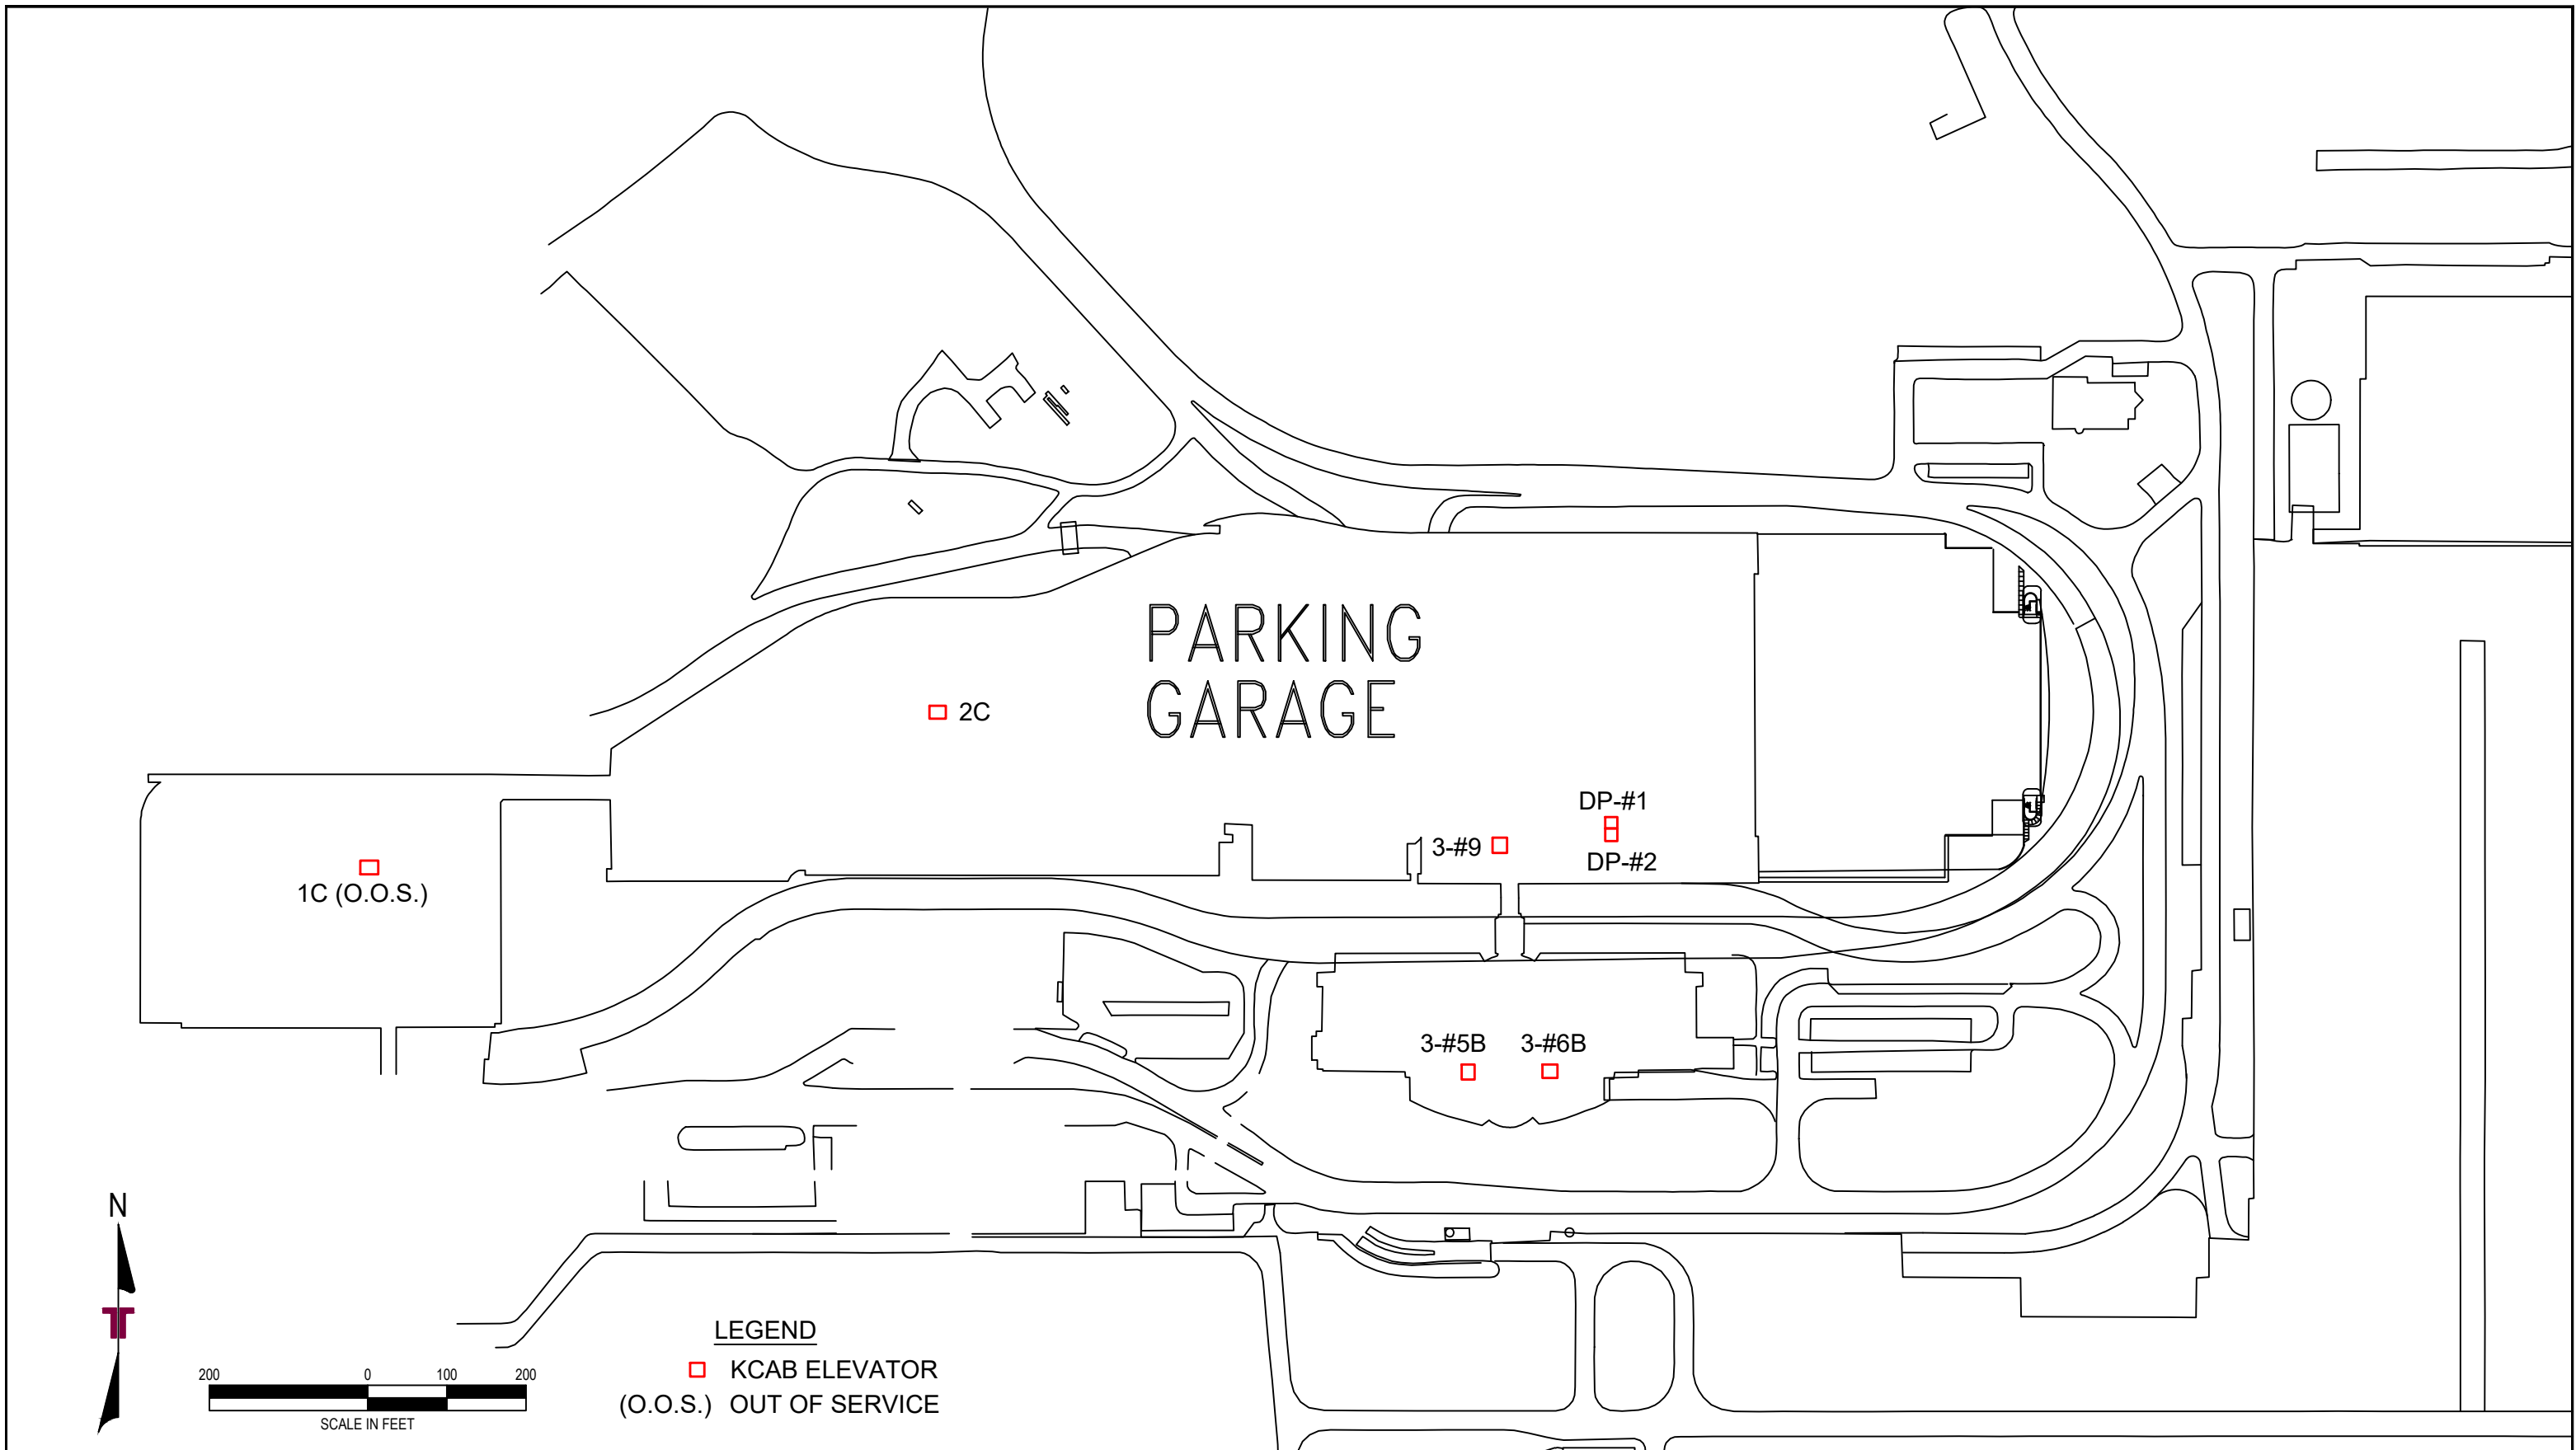 PARKING
GARAGE
2C
DP-#1
3-#9
DP-#2
1C (O.O.S.)
3-#5B 3-#6B
N
LEGEND
KCAB ELEVATOR
(O.O.S.) OUT OF SERVICE
200 0 100 200
SCALE IN FEET